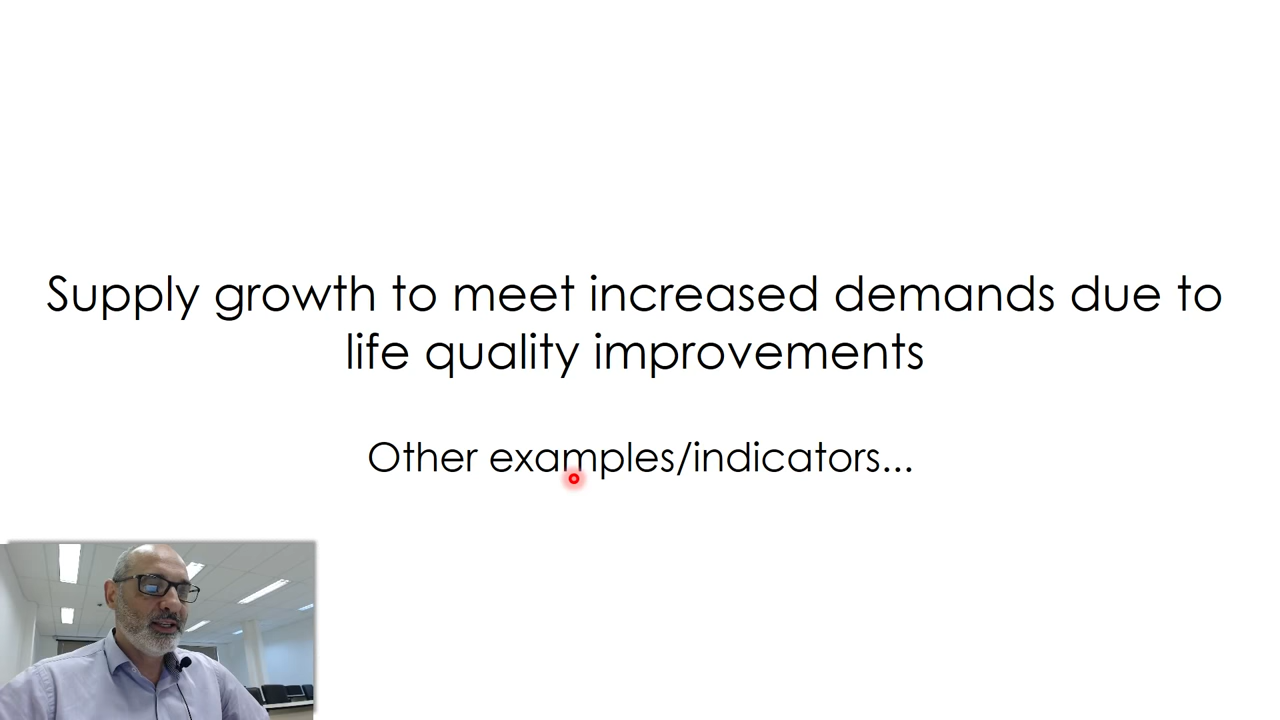 Supply growth to meet increased demands due to
life quality improvements
Other examples/indicators...